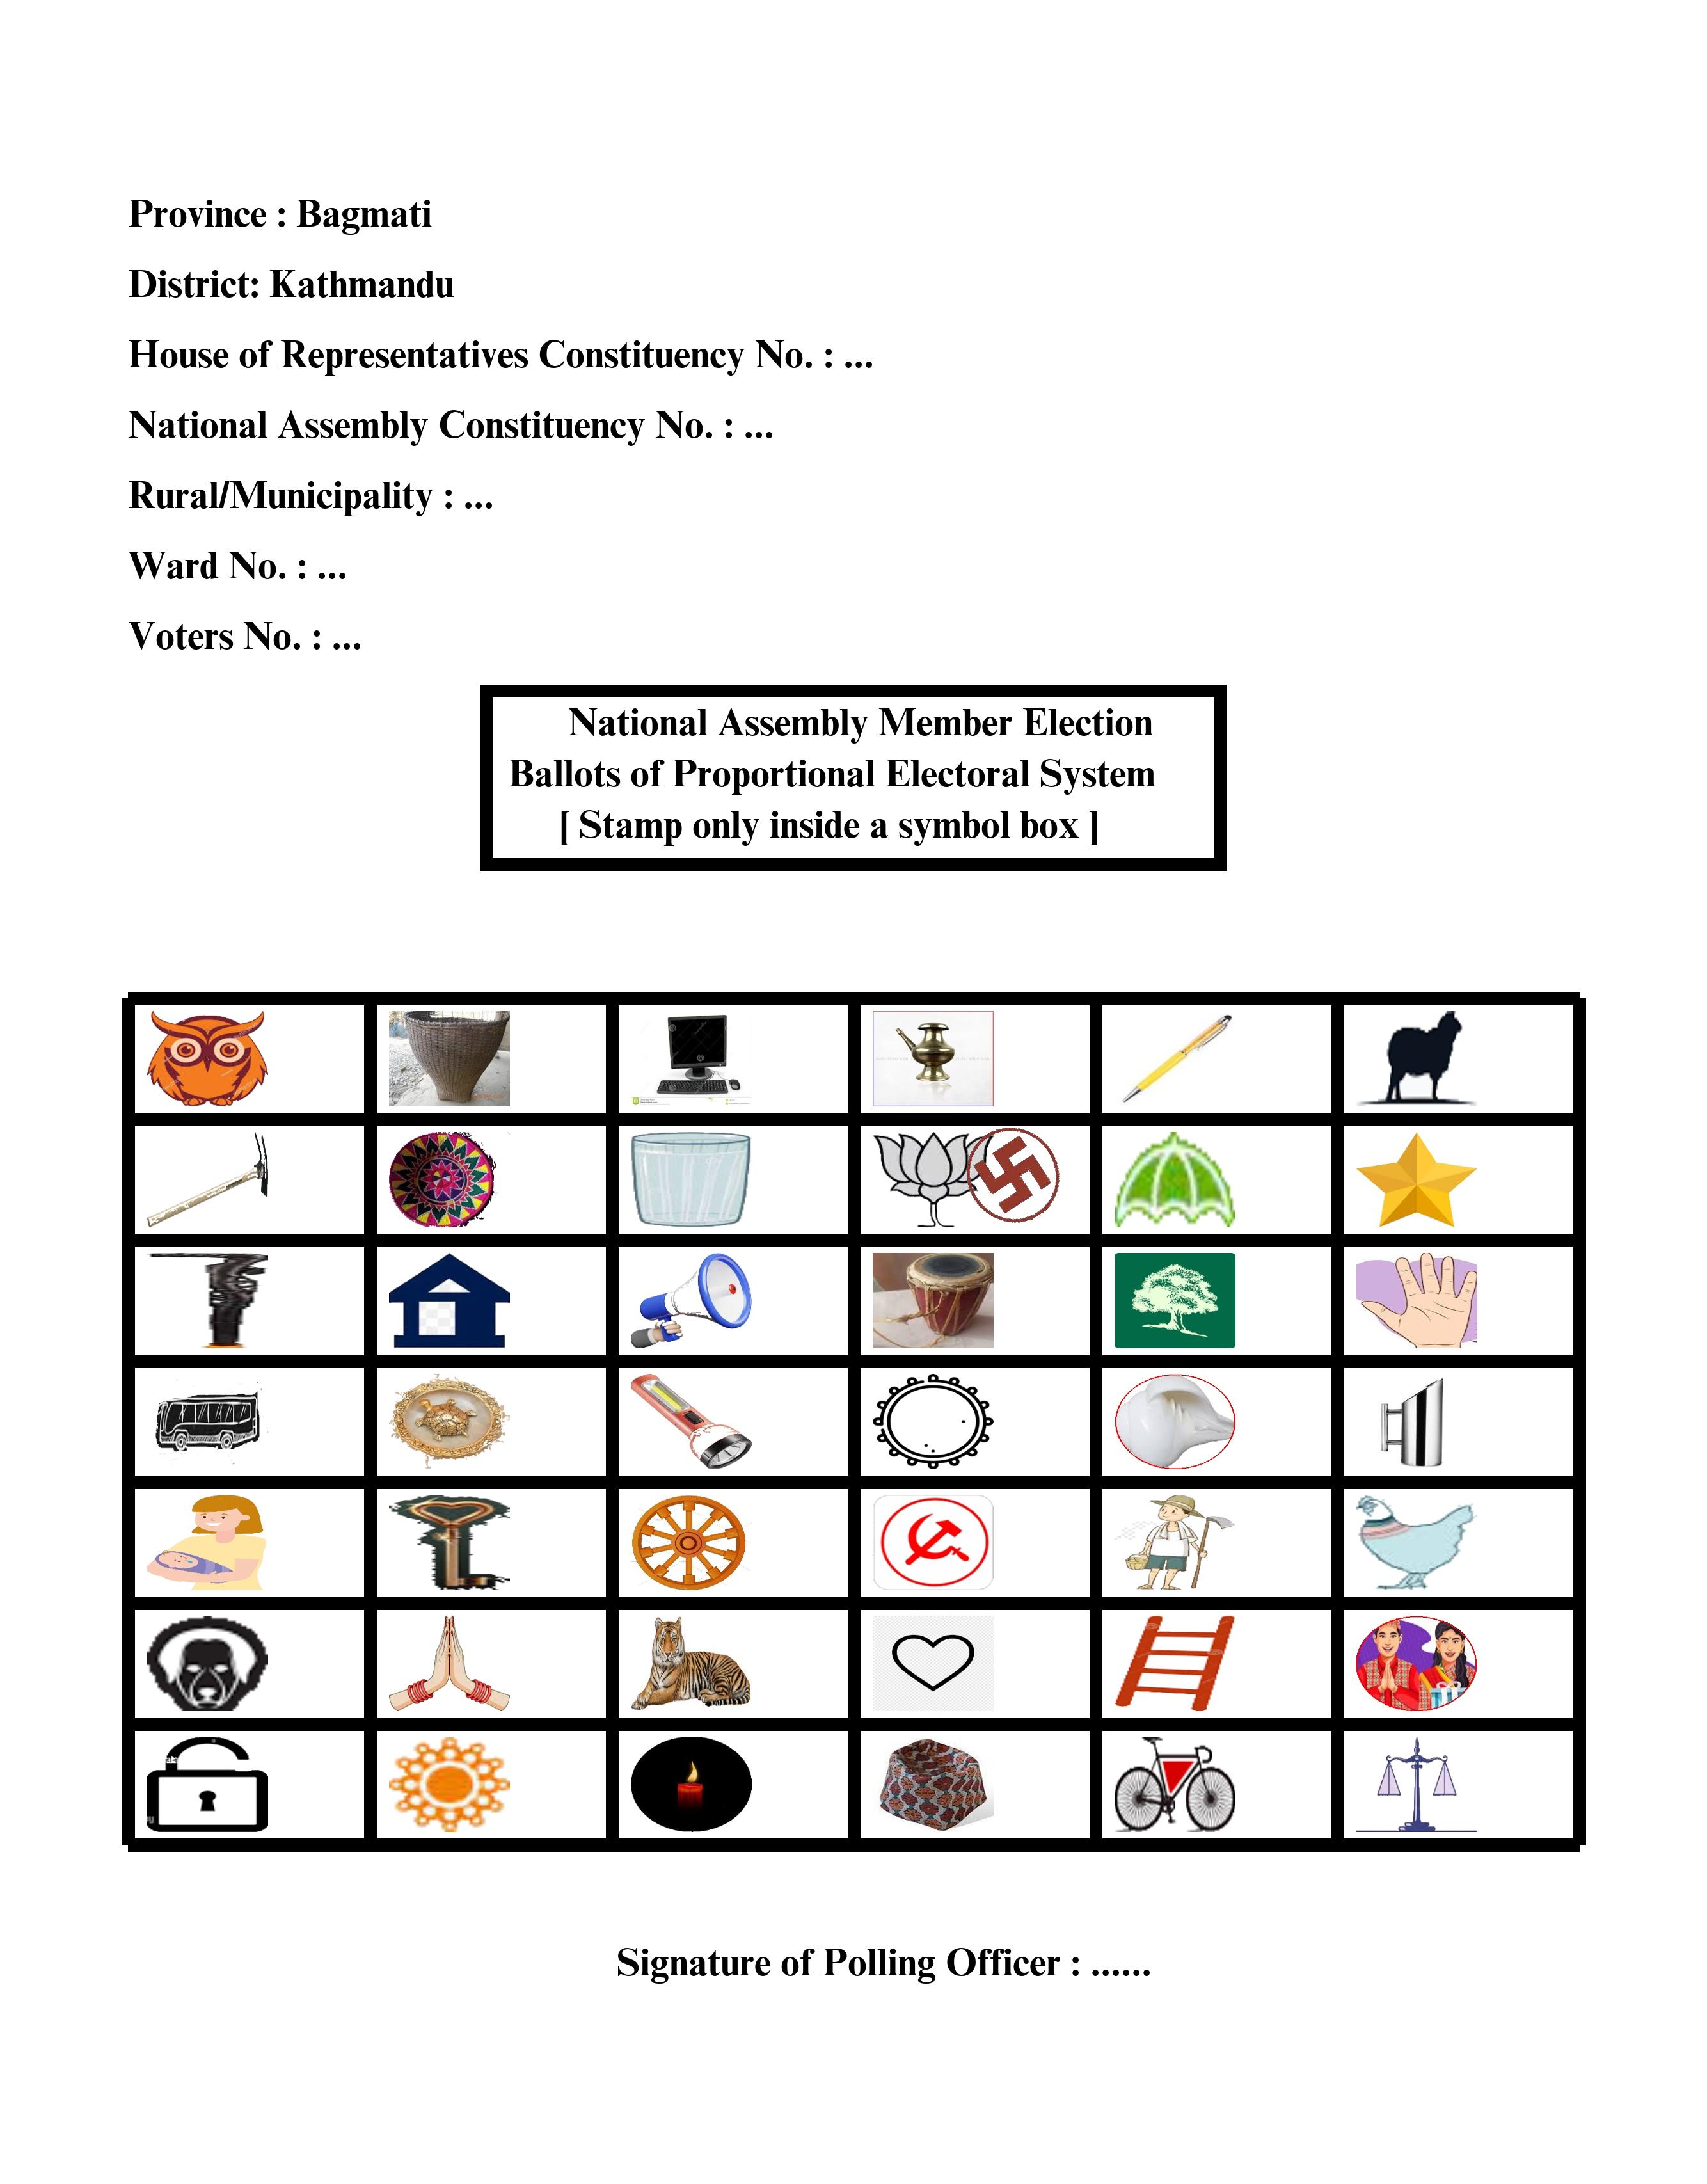 Province : Bagmati
District: Kathmandu
House of Representatives Constituency No. : ...
National Assembly Constituency No. : ...
Rural/Municipality : ...
Ward No. : ...
Voters No. : ...
National Assembly Member Election
Ballots of Proportional Electoral System
[ Stamp only inside a symbol box ]
Signature of Polling Officer : ......